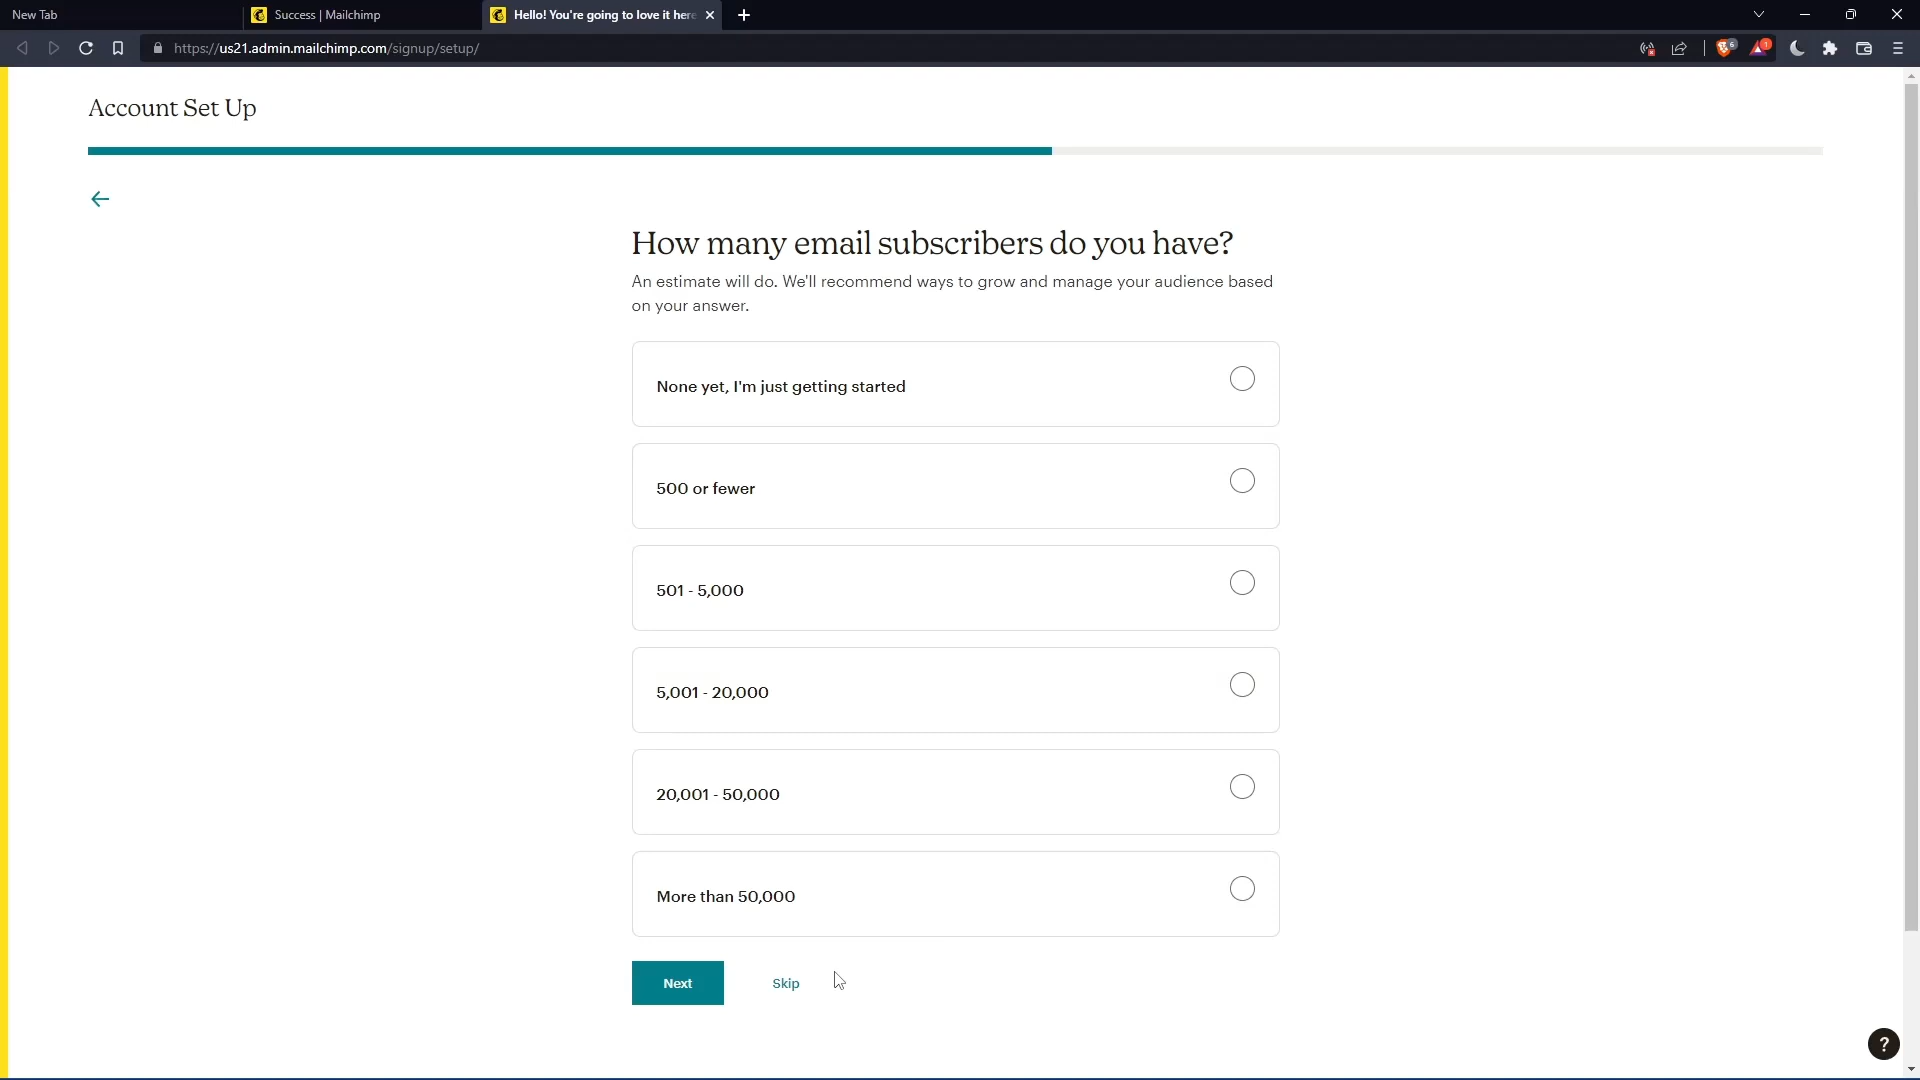 New Tab
Success | Mailchimp
Hello! You're going to love it here
https://us21.admin.mailchimp.com/signup/setup/
6
1
Account Set Up
How many email subscribers do you have?
An estimate will do. We'll recommend ways to grow and manage your audience based
on your answer.
None yet, I'm just getting started
500 or fewer
501 - 5,000
5,001 - 20,000
20,001 - 50,000
More than 50,000
Next
Skip
?